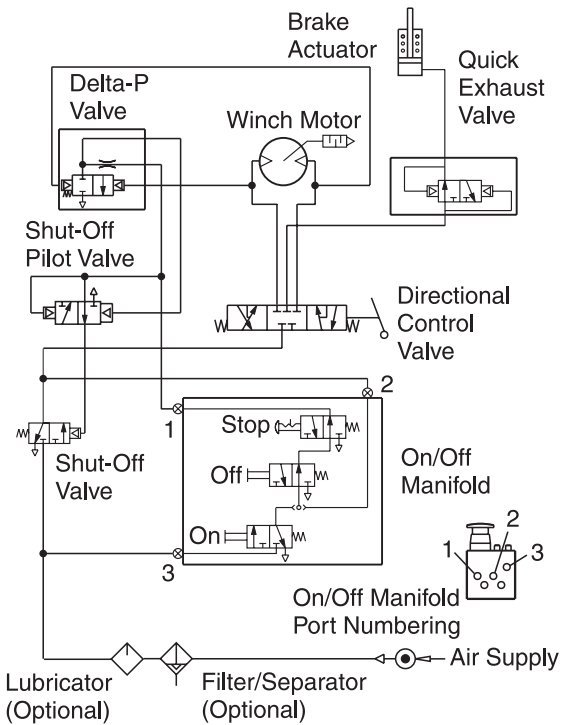 Brake
Actuator
Quick
Exhaust
Valve
Delta-P
Valve
Winch Motor
Shut-Off
Pilot Valve
Directional
Control
Valve
2
1
Stop
Off
On
3
On/Off
Manifold
Shut-Off
Valve
2
1
3
On/Off Manifold
Port Numbering
Air Supply
Lubricator
(Optional)
Filter/Separator
(Optional)